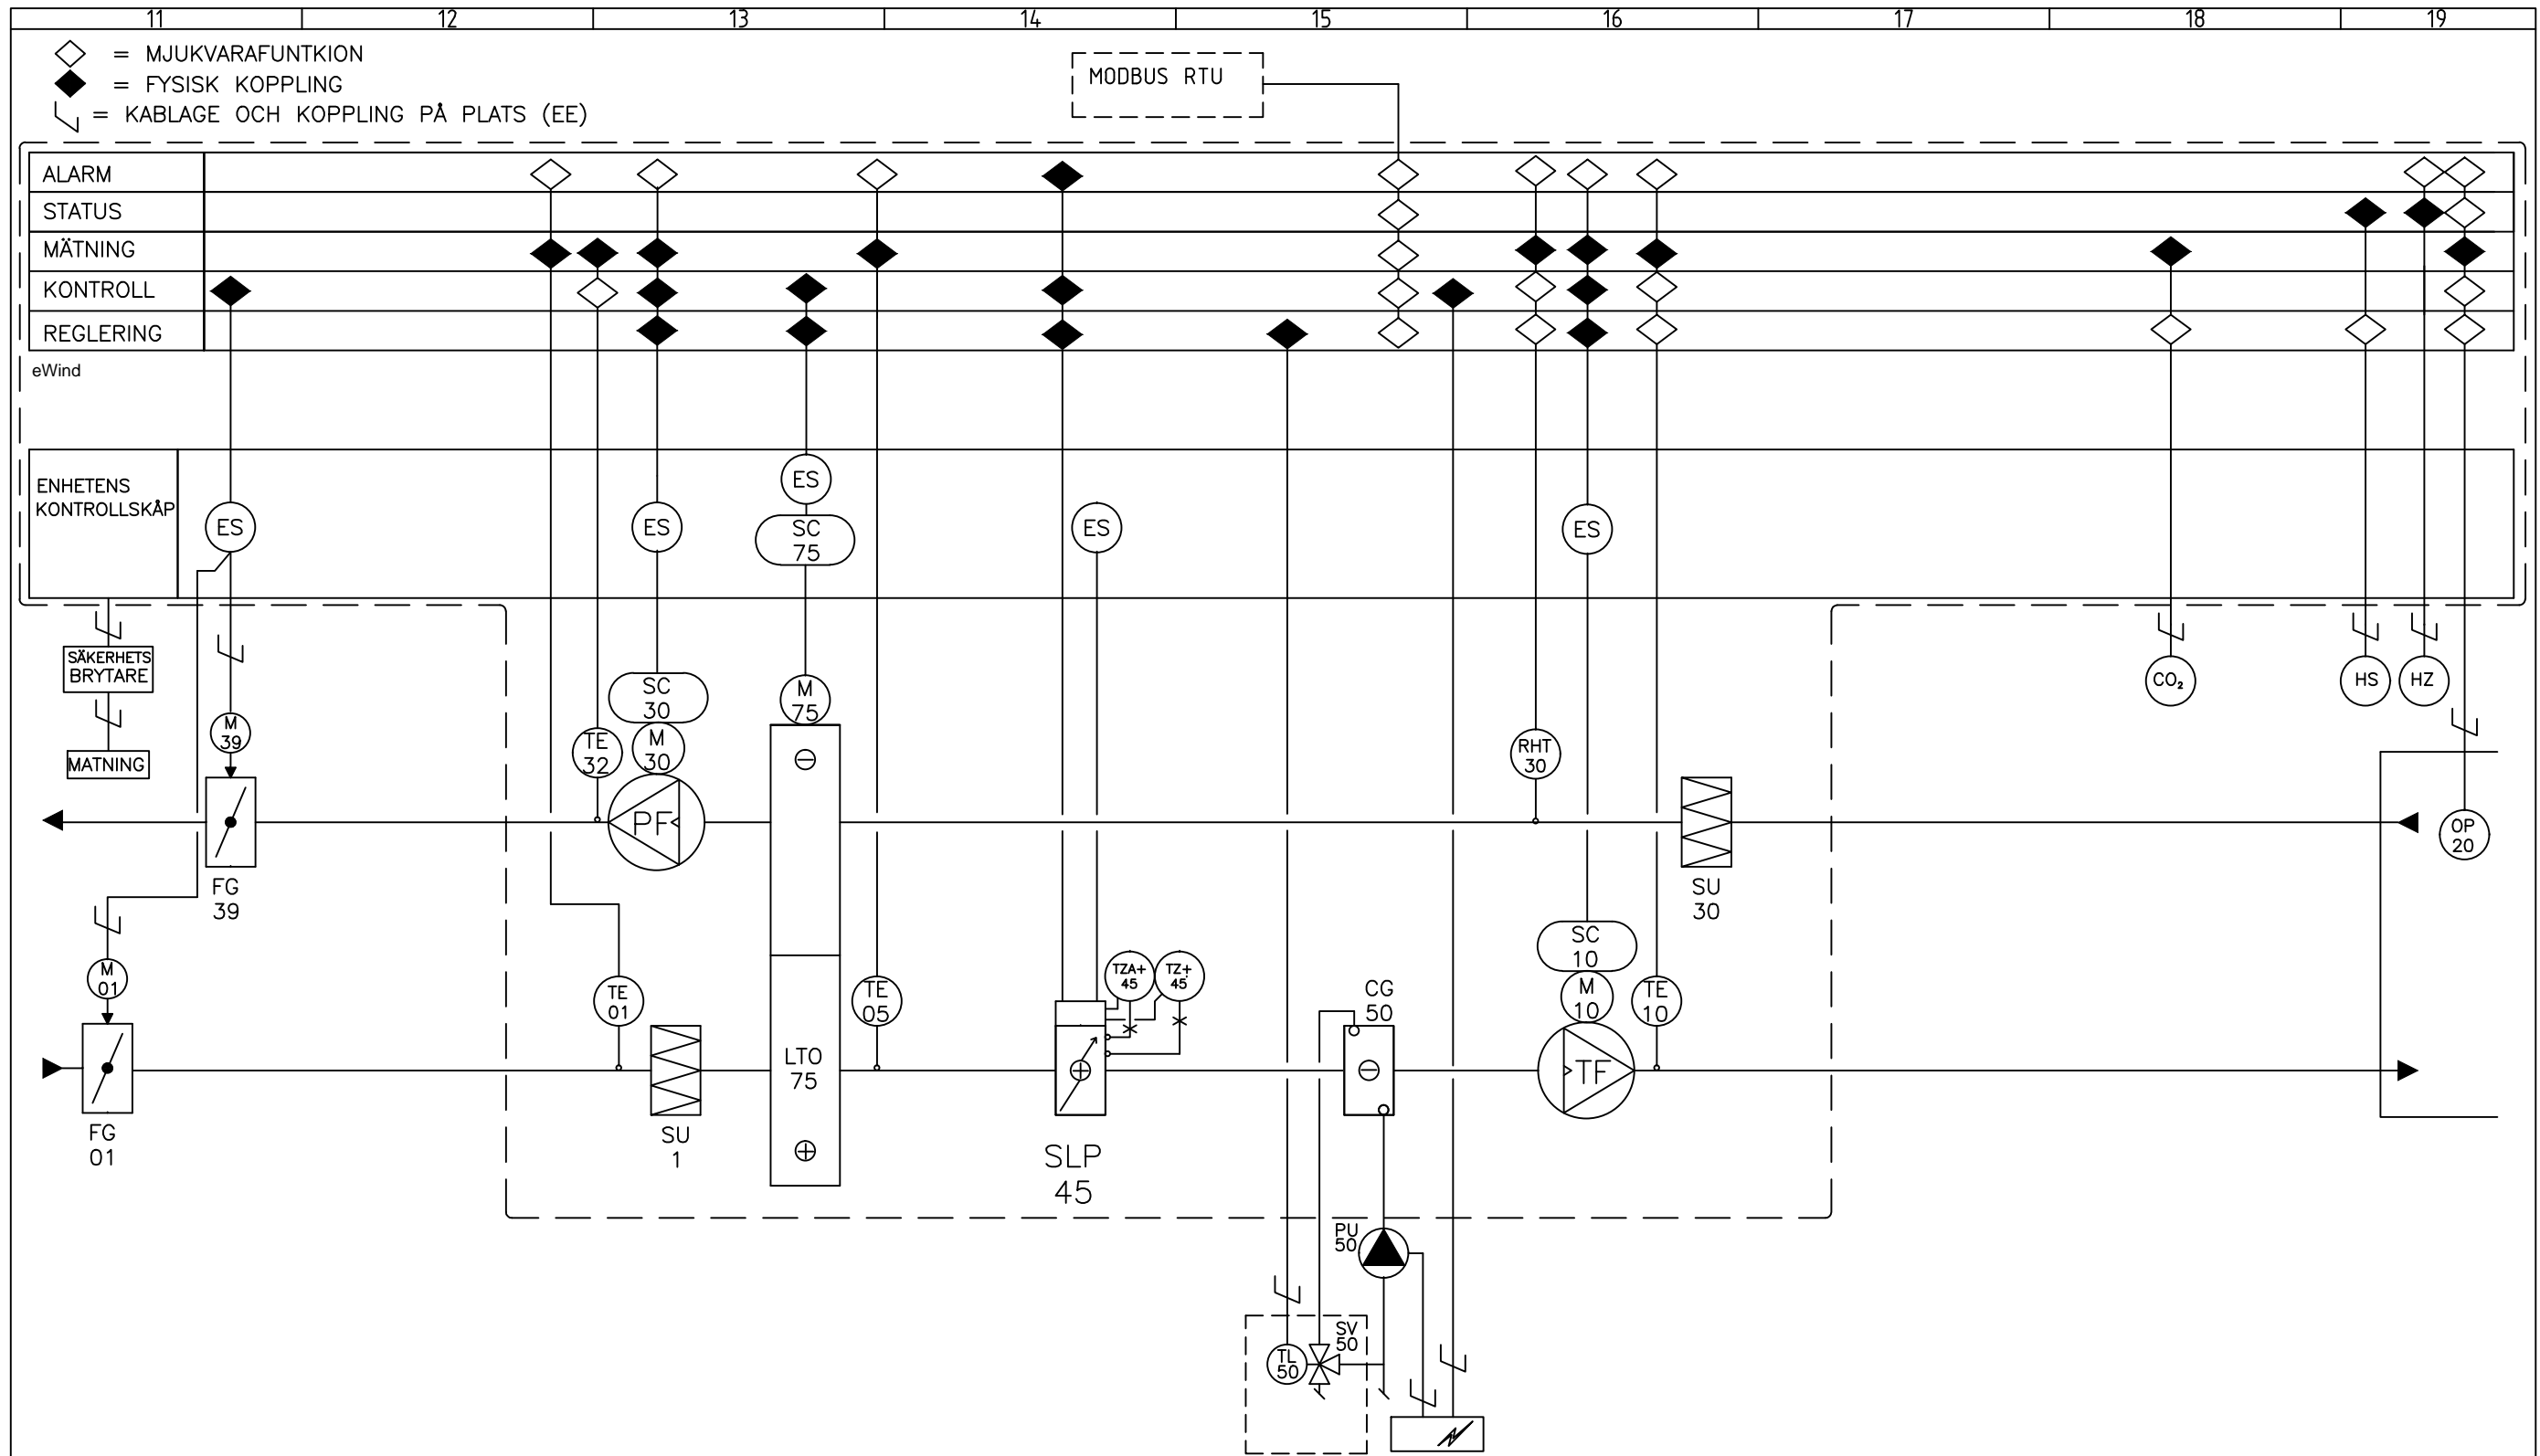 11 12 13 14 15 16 17 18 19
= MJUKVARAFUNTKION
= FYSISK KOPPLING
= KABLAGE OCH KOPPLING PÅ PLATS (EE)
MODBUS RTU
ALARM
STATUS
MÄTNING
KONTROLL
REGLERING
eWind
ENHETENS
KONTROLLSKÅP
ES
ES
ES
SC
75
ES
ES
SÄKERHETS
BRYTARE
MATNING
M
39
FG
39
M
01
FG
01
TE
32
SC
30
M
30
PF
M
75
TE
01
SU
1
LTO
75
TE
05
TZA+
45
TZ+
45
SLP
45
CG
50
RHT
30
SC
10
M
10
TF
TE
10
SU
30
CO₂
HS
HZ
OP
20
PU
50
SV
50
TL
50